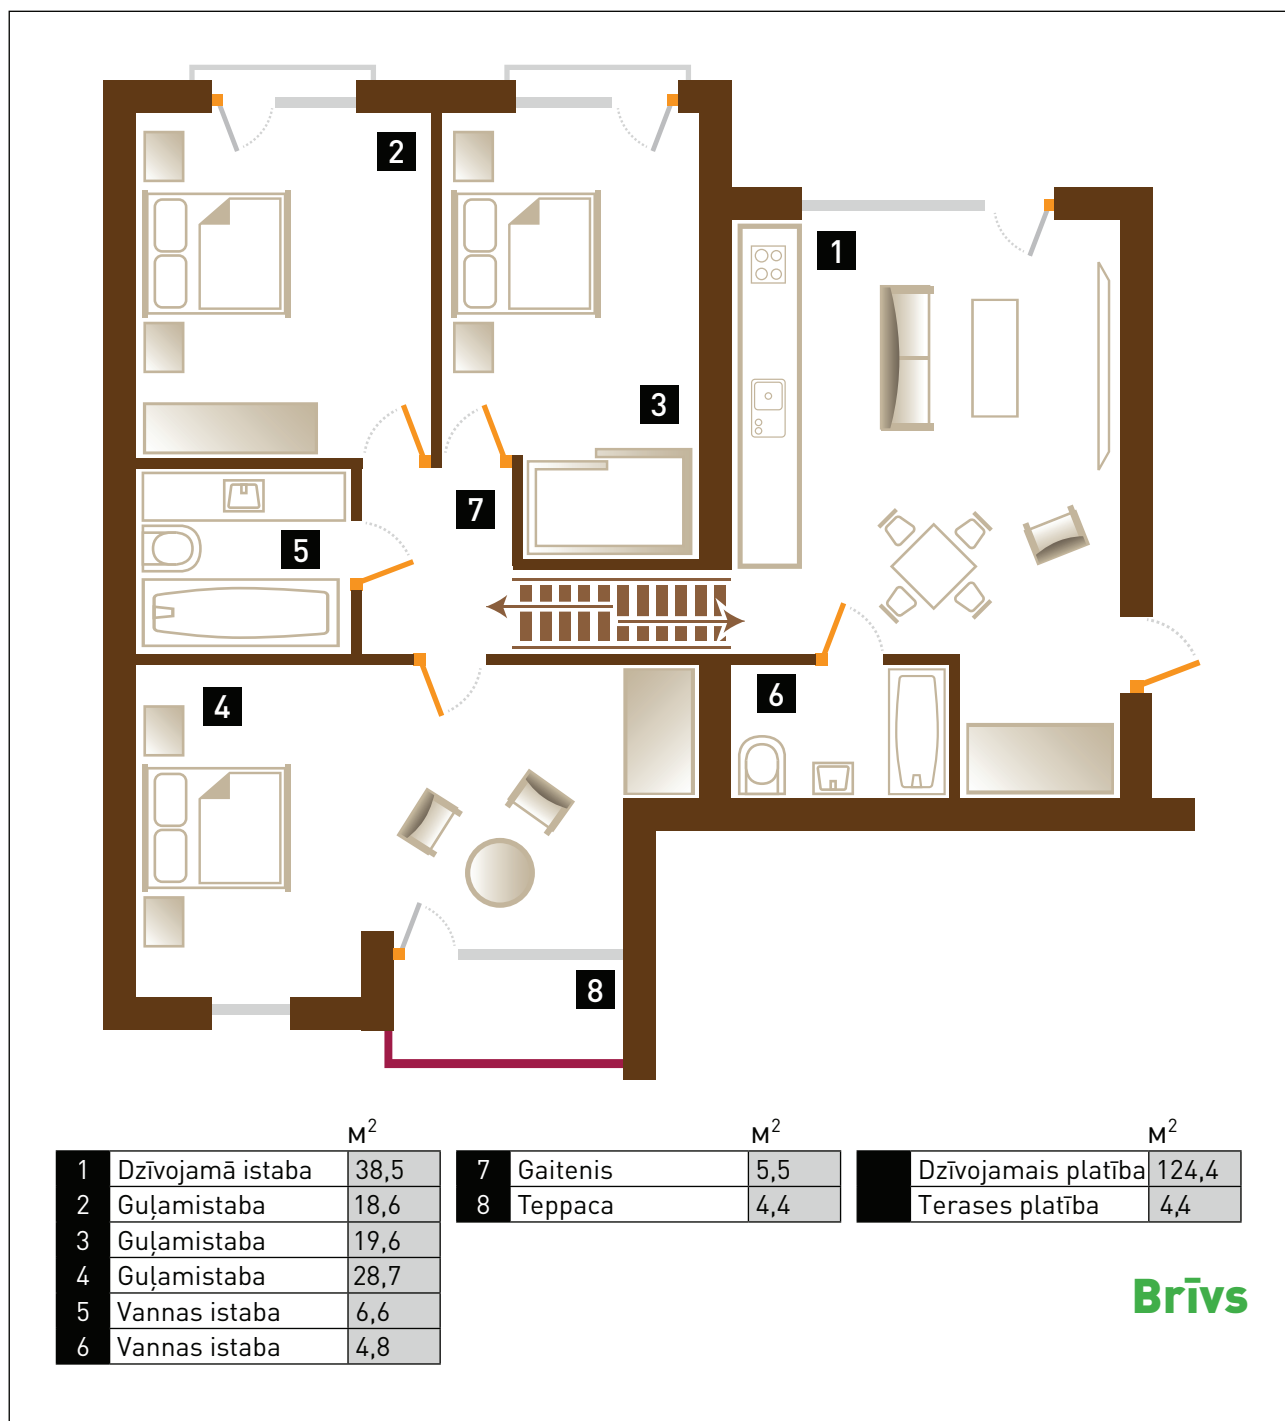 2
1
3
7
5
4
6
8
M²
1 Dzīvojamā istaba 38,5
2 Guļamistaba 18,6
3 Guļamistaba 19,6
4 Guļamistaba 28,7
5 Vannas istaba 6,6
6 Vannas istaba 4,8
M²
7 Gaitenis 5,5
8 Teppaca 4,4
M²
Dzīvojamais platība 124,4
Terases platība 4,4
Brīvs